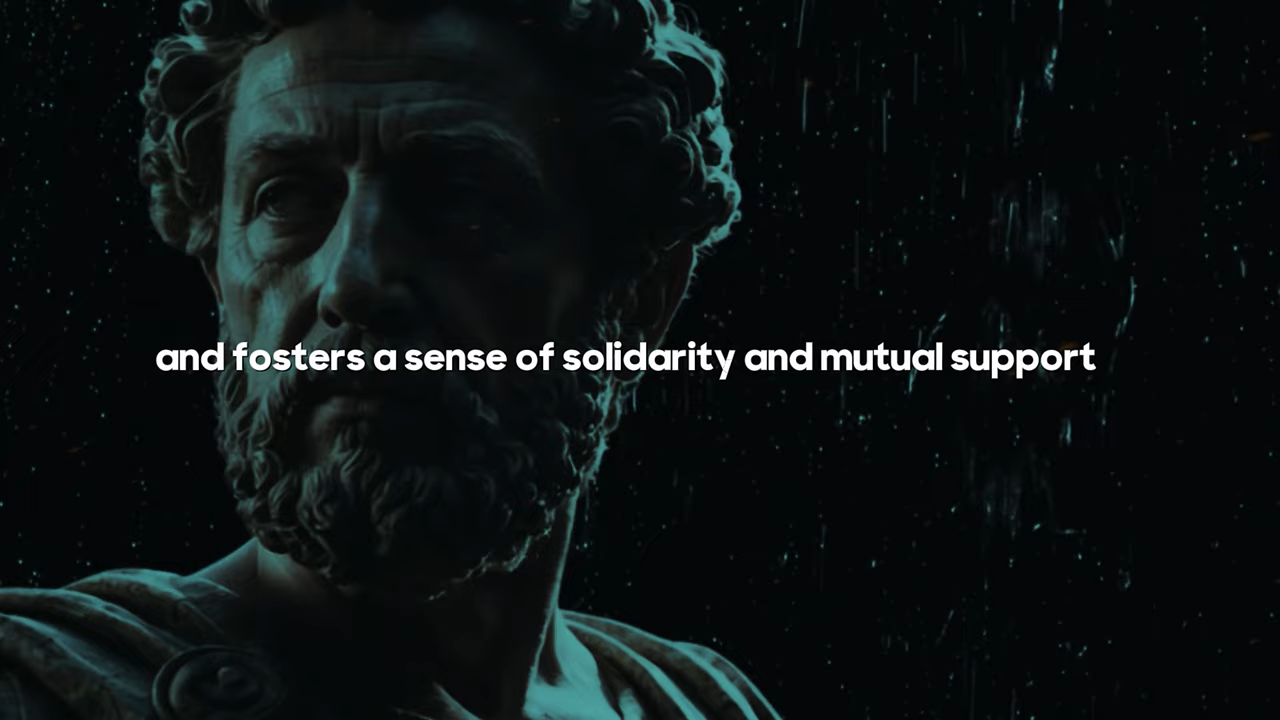 and fosters a sense of solidarity and mutual support